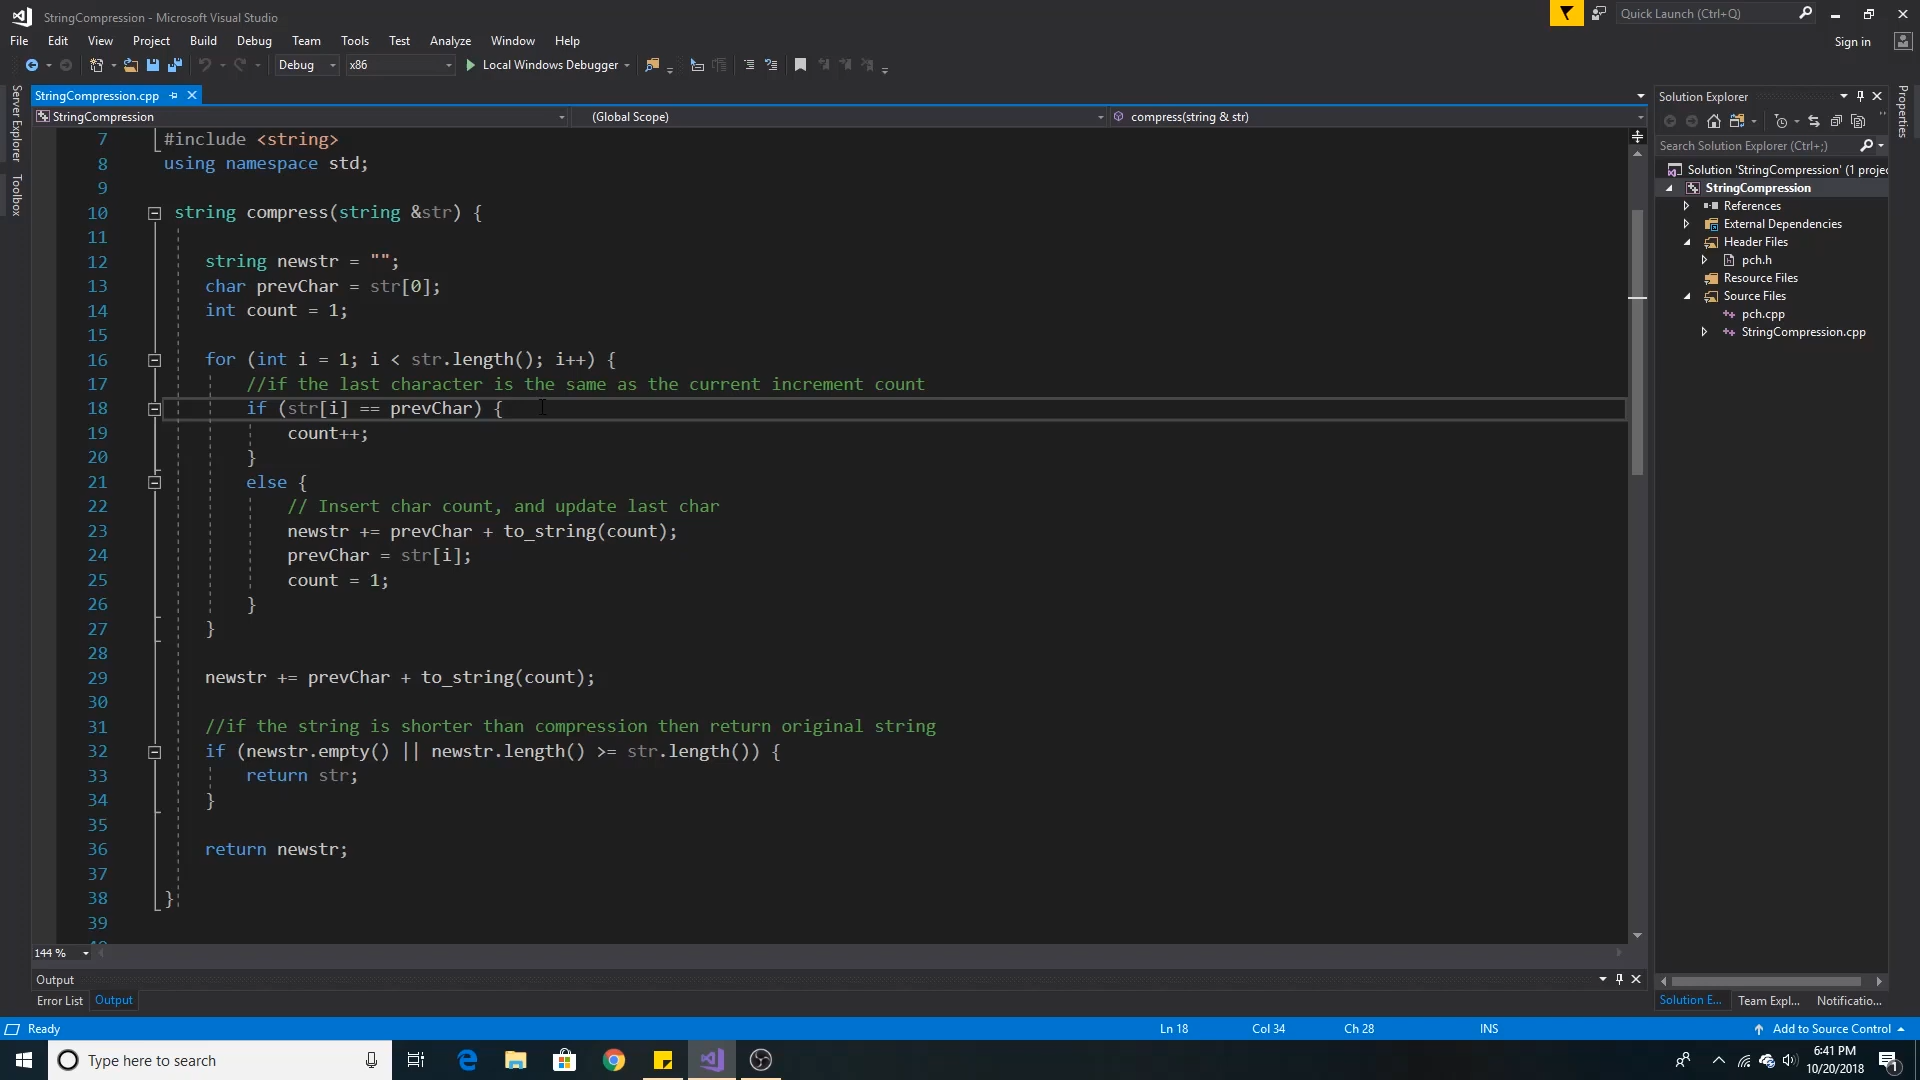 StringCompression - Microsoft Visual Studio
Quick Launch (Ctrl+Q)
File Edit View Project Build Debug Team Tools Test Analyze Window Help
Sign in
Debug x86 Local Windows Debugger
Server Explorer
Toolbox
StringCompression.cpp
StringCompression (Global Scope) compress(string & str)
7 #include <string>
8 using namespace std;
9
10 string compress(string &str) {
11
12 string newstr = "";
13 char prevChar = str[0];
14 int count = 1;
15
16 for (int i = 1; i < str.length(); i++) {
17 //if the last character is the same as the current increment count
18 if (str[i] == prevChar) {
19 count++;
20 }
21 else {
22 // Insert char count, and update last char
23 newstr += prevChar + to_string(count);
24 prevChar = str[i];
25 count = 1;
26 }
27 }
28
29 newstr += prevChar + to_string(count);
30
31 //if the string is shorter than compression then return original string
32 if (newstr.empty() || newstr.length() >= str.length()) {
33 return str;
34 }
35
36 return newstr;
37
38 }
39
144 %
Solution Explorer
Search Solution Explorer (Ctrl+;)
Solution 'StringCompression' (1 projec
StringCompression
References
External Dependencies
Header Files
pch.h
Resource Files
Source Files
pch.cpp
StringCompression.cpp
Properties
Output
Error List Output
Solution E... Team Expl... Notificatio...
Ready Ln 18 Col 34 Ch 28 INS Add to Source Control
Type here to search
6:41 PM
10/20/2018
1